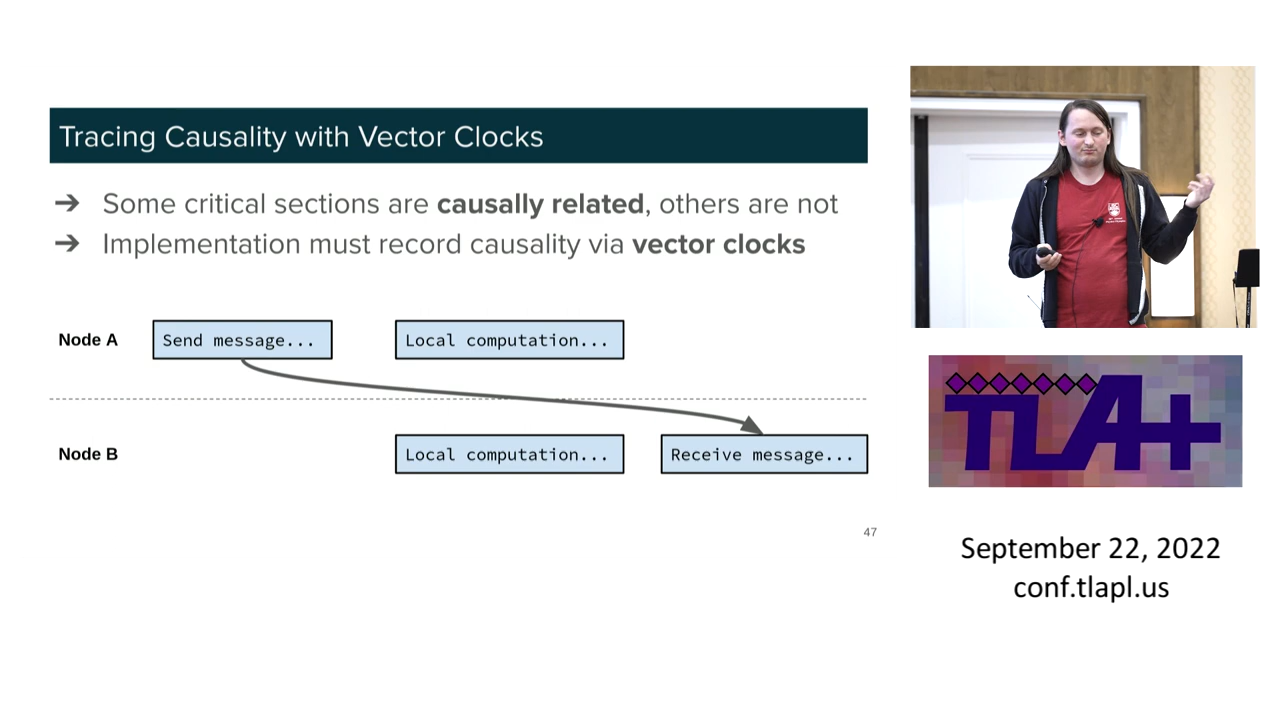 Tracing Causality with Vector Clocks
➔ Some critical sections are causally related, others are not
➔ Implementation must record causality via vector clocks
Node A
Send message...
Local computation...
Node B
Local computation...
Receive message...
47
TLA+
September 22, 2022
conf.tlapl.us